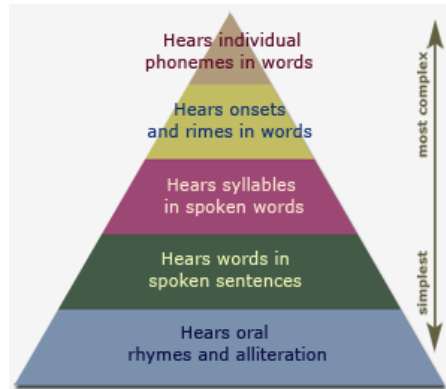 Hears individual
phonemes in words
Hears onsets
and rimes in words
Hears syllables
in spoken words
Hears words in
spoken sentences
Hears oral
rhymes and alliteration
most complex
simplest